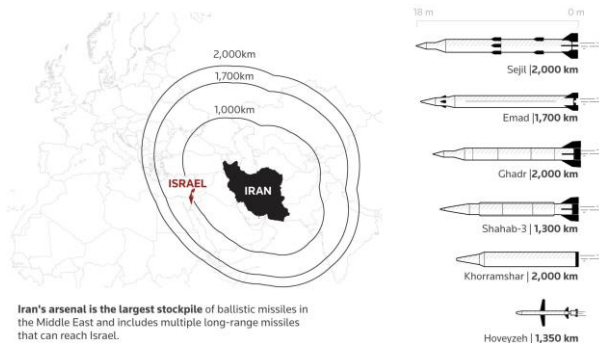 18 m
0 m
2,000km
1,700km
1,000km
ISRAEL
IRAN
Sejil | 2,000 km
Emad | 1,700 km
Ghadr | 2,000 km
Shahab-3 | 1,300 km
Khorramshar | 2,000 km
Hoveyzeh | 1,350 km
Iran's arsenal is the largest stockpile of ballistic missiles in
the Middle East and includes multiple long-range missiles
that can reach Israel.